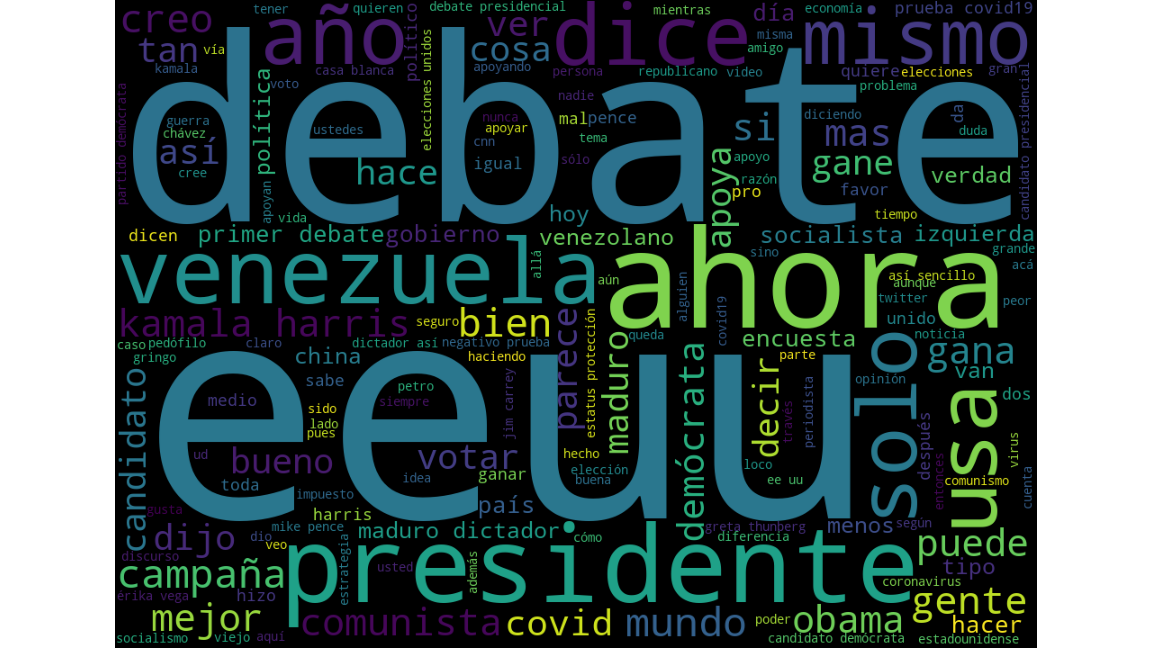 creo
tener
año
quieren
debate presidencial
ver
dice
mientras
día
economía
mismo
prueba covid19
tan
vía
político
cosa
amigo
misma
kamala
casa blanca
elecciones unidos
apoyando
persona
republicano
video
quiere
elecciones
gran
debate
partido demócrata
política
voto
nadie
problema
candidato presidencial
guerra
chávez
ustedes
nunca
apoyar
mal
pence
si
diciendo
mas
da
duda
así
cnn
tema
cree
hace
igual
sólo
apoya
apoyo
gane
verdad
razón
apoyan
vida
pro
favor
hoy
tiempo
dicen
primer debate
gobierno
venezolano
socialista
izquierda
venezuela
allá
ahora
sino
grande
aún
alguien
así sencillo
aunque
acá
twitter
peor
kamala harris
seguro
bien
parece
estatus protección
covid19
unido
noticia
caso
pedófilo
claro
dictador así
negativo prueba
queda
encuesta
gringo
china
haciendo
maduro
demócrata
parte
solo
gana
candidato
sabe
petro
decir
opinión
van
eeuu
medio
siempre
jim carrey
usa
dos
sido
lado
pues
traves
periodista
después
virus
ud
bueno
votar
hecho
loco
entonces
toda
idea
ganar
elección
buena
ee uu
comunismo
cuenta
impuesto
país
gusta
harris
dijo
dio
mike pence
maduro dictador
greta thunberg
menos
según
veo
cómo
diferencia
puede
discurso
estrategia
presidente
usted
además
tipo
campaña
coronavirus
érika vega
hizo
gente
mejor
comunista
covid
mundo
poder
obama
hacer
socialismo
viejo
aquí
candidato demócrata
estadounidense